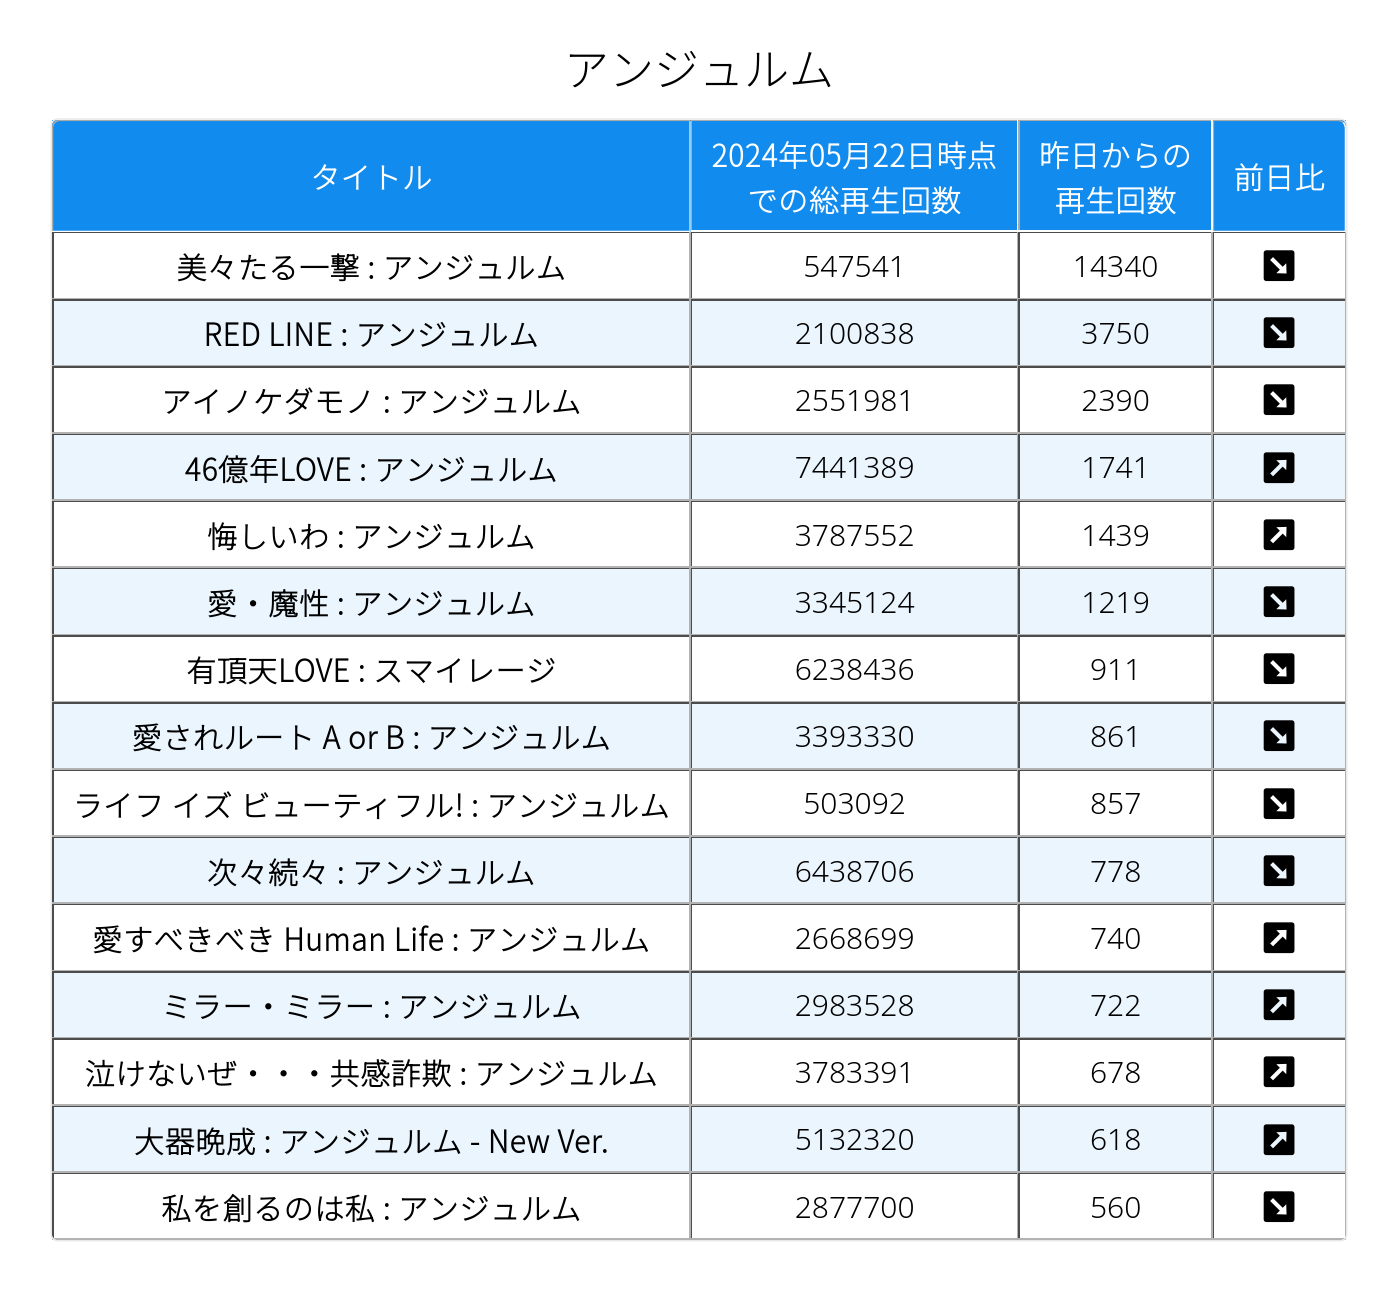 アンジュルム
タイトル 2024年05月22日時点での総再生回数 昨日からの再生回数 前日比
美々たる一撃 : アンジュルム 547541 14340 ↘
RED LINE : アンジュルム 2100838 3750 ↘
アイノケダモノ : アンジュルム 2551981 2390 ↘
46億年LOVE : アンジュルム 7441389 1741 ↗
悔しいわ : アンジュルム 3787552 1439 ↗
愛・魔性 : アンジュルム 3345124 1219 ↘
有頂天LOVE : スマイレージ 6238436 911 ↘
愛されルート A or B : アンジュルム 3393330 861 ↘
ライフ イズ ビューティフル! : アンジュルム 503092 857 ↘
次々続々 : アンジュルム 6438706 778 ↘
愛すべきべき Human Life : アンジュルム 2668699 740 ↗
ミラー・ミラー : アンジュルム 2983528 722 ↗
泣けないぜ・・・共感詐欺 : アンジュルム 3783391 678 ↗
大器晩成 : アンジュルム - New Ver. 5132320 618 ↗
私を創るのは私 : アンジュルム 2877700 560 ↘